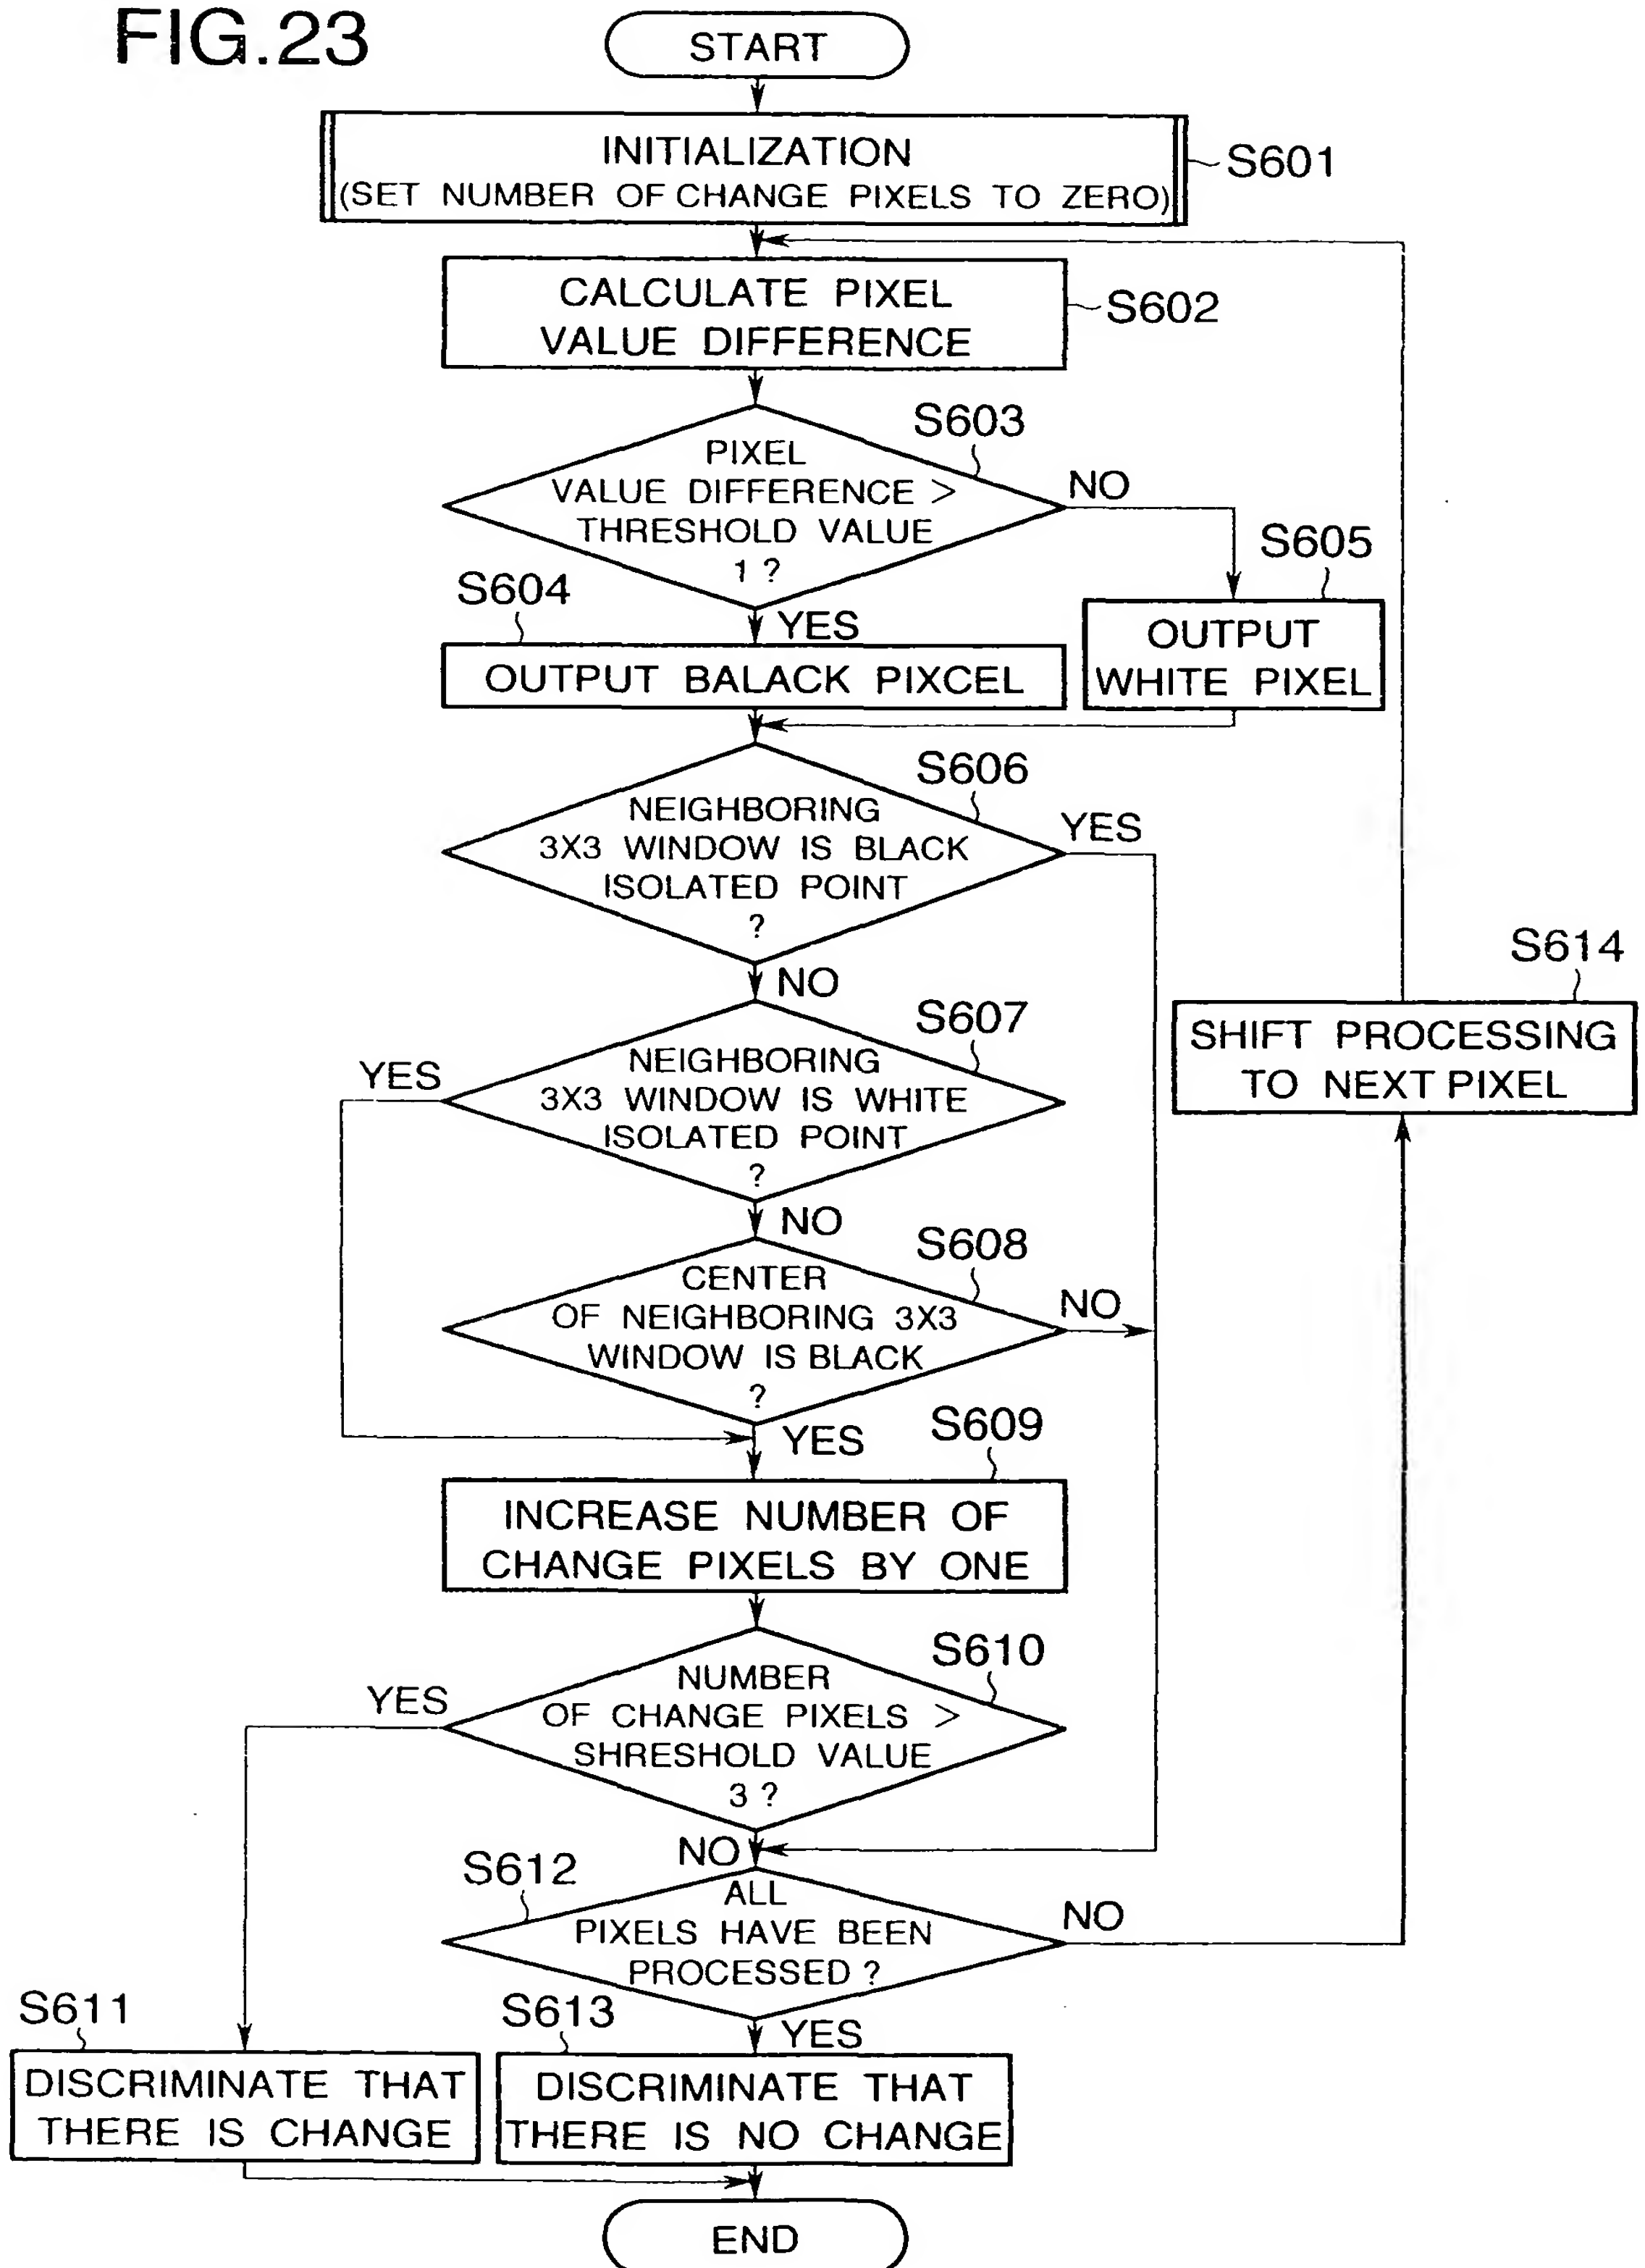 FIG.23
START
INITIALIZATION
(SET NUMBER OF CHANGE PIXELS TO ZERO)
S601
CALCULATE PIXEL
VALUE DIFFERENCE
S602
S603
PIXEL
VALUE DIFFERENCE >
THRESHOLD VALUE
1 ?
NO
YES
S604
OUTPUT BALACK PIXCEL
S605
OUTPUT
WHITE PIXEL
S606
NEIGHBORING
3X3 WINDOW IS BLACK
ISOLATED POINT
?
YES
NO
S607
NEIGHBORING
3X3 WINDOW IS WHITE
ISOLATED POINT
?
YES
NO
S614
SHIFT PROCESSING
TO NEXT PIXEL
S608
CENTER
OF NEIGHBORING 3X3
WINDOW IS BLACK
?
NO
YES
S609
INCREASE NUMBER OF
CHANGE PIXELS BY ONE
S610
NUMBER
OF CHANGE PIXELS >
SHRESHOLD VALUE
3 ?
YES
NO
S612
ALL
PIXELS HAVE BEEN
PROCESSED ?
NO
YES
S611
DISCRIMINATE THAT
THERE IS CHANGE
S613
DISCRIMINATE THAT
THERE IS NO CHANGE
END